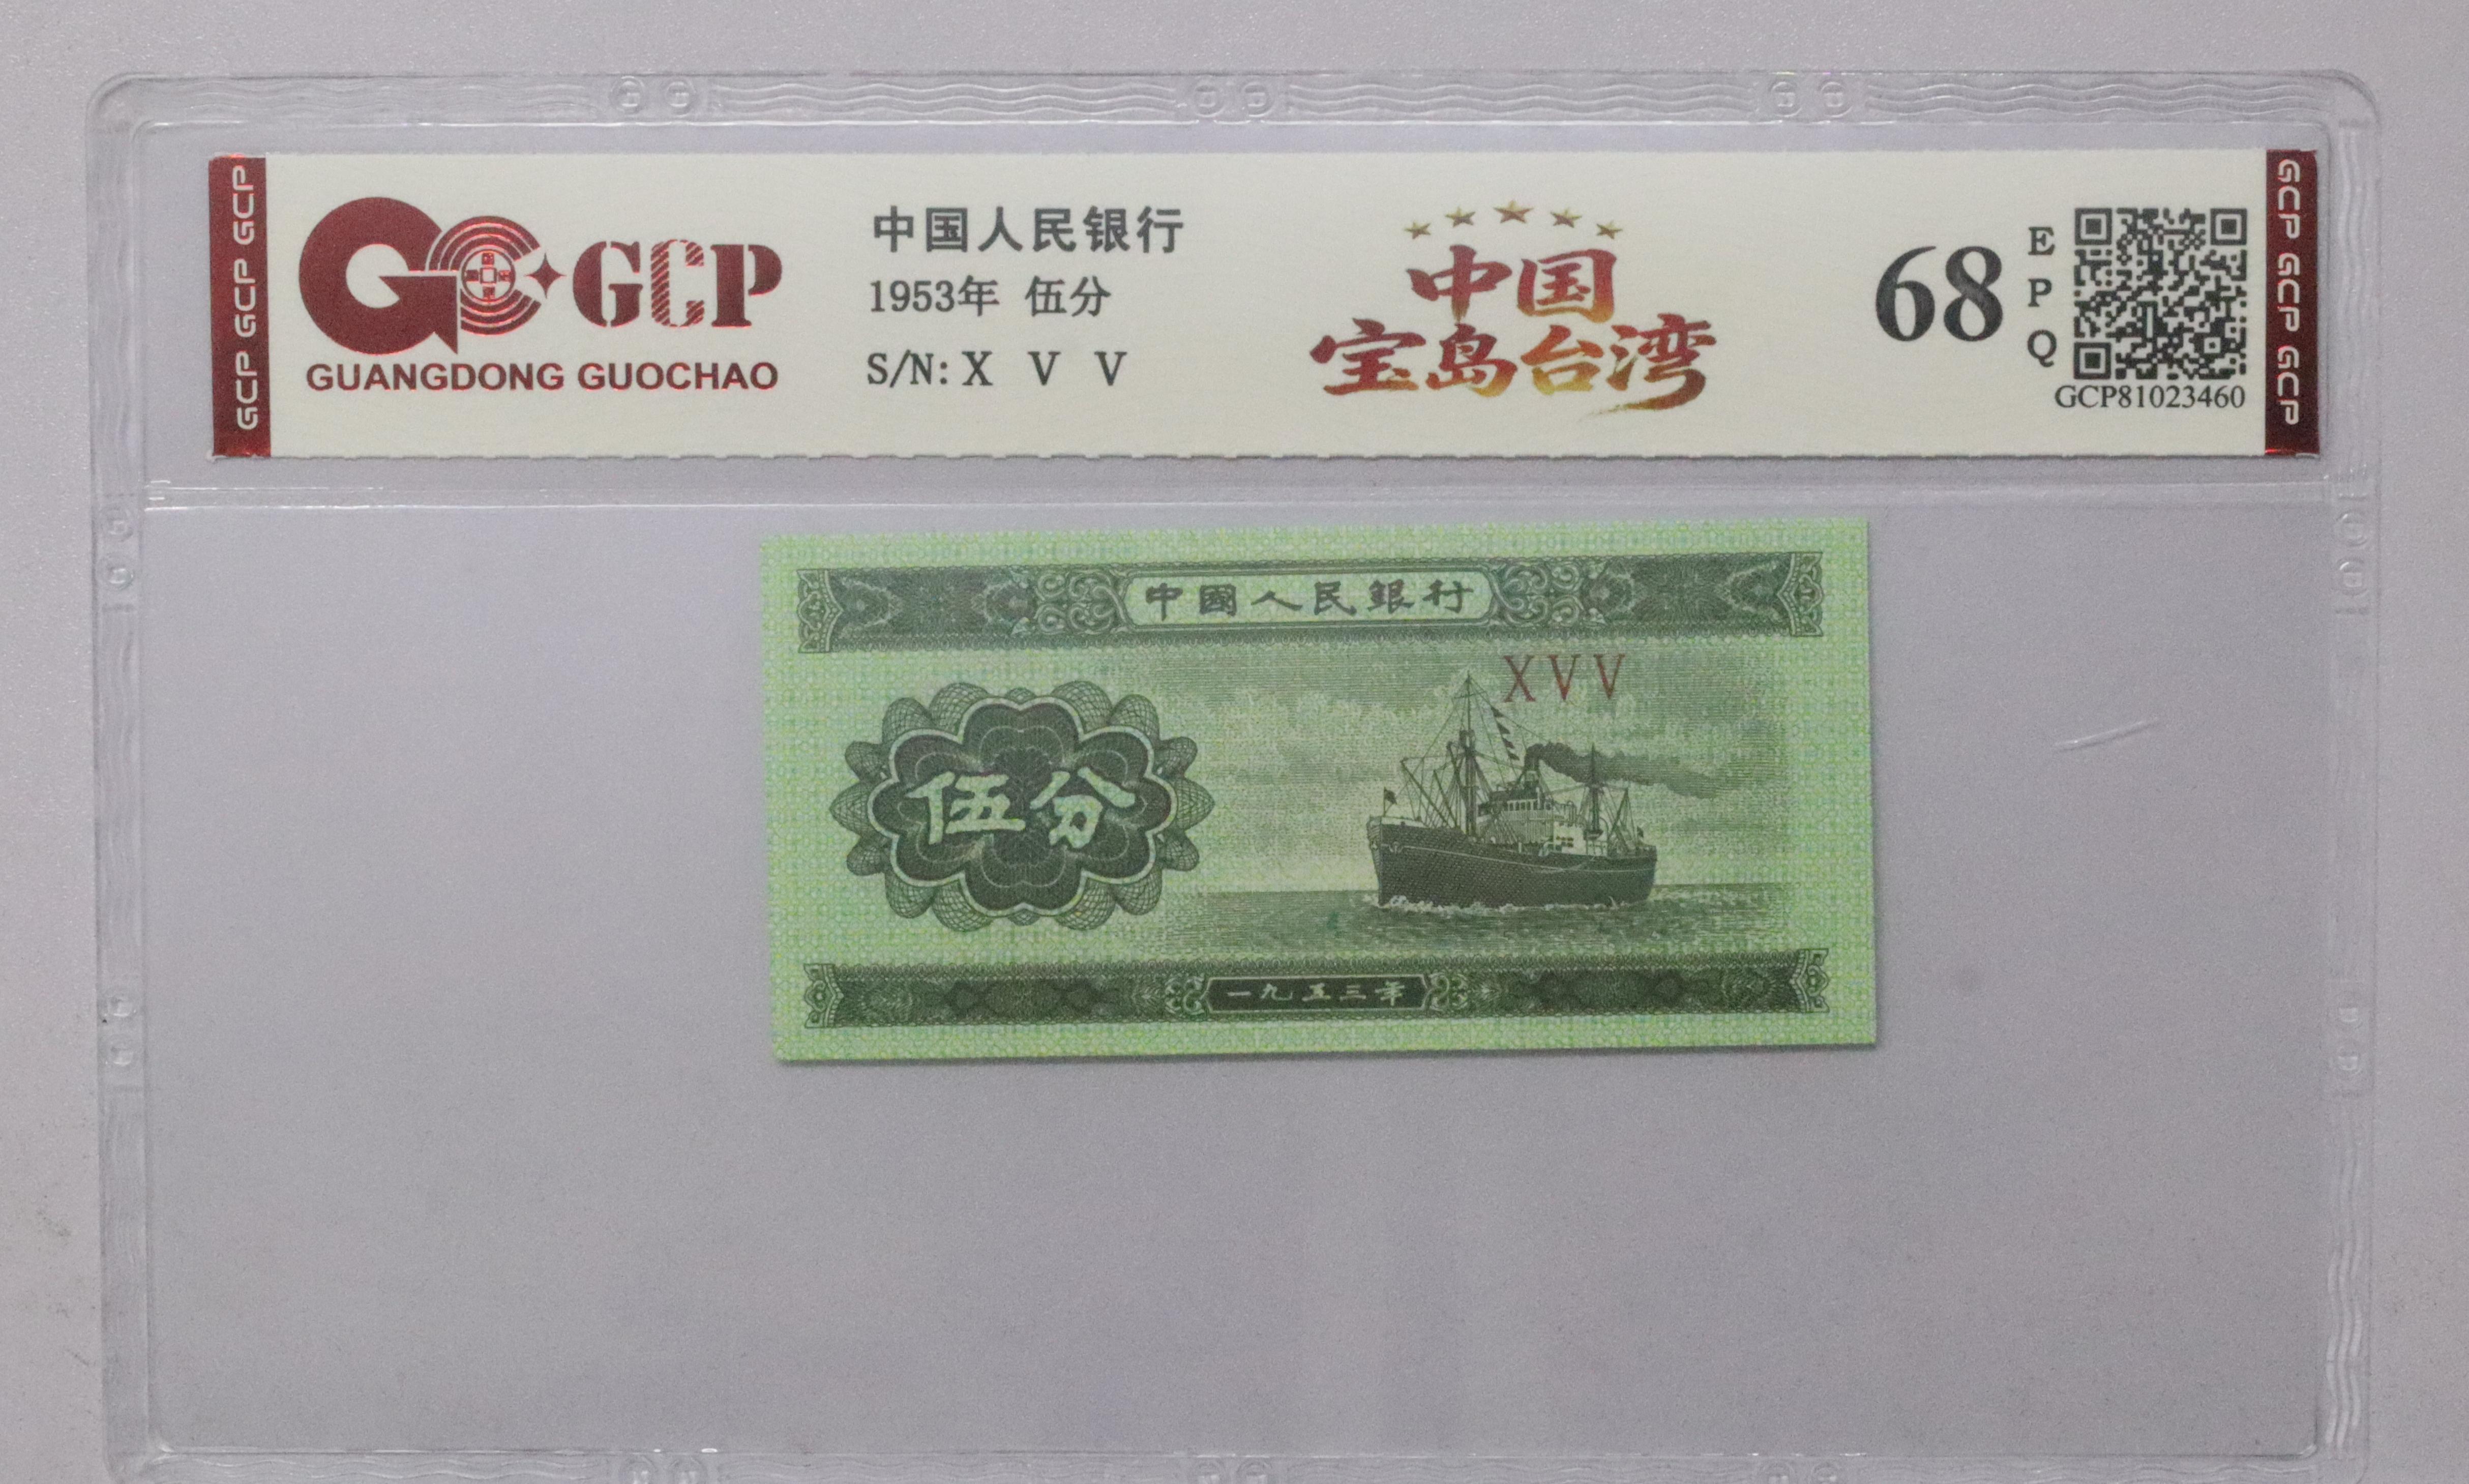 GCP GCP GCP
GCP
GUANGDONG GUOCHAO
中国人民银行
1953年 伍分
S/N: X V V
中国
宝岛台湾
68
E
P
Q
GCP81023460
GCP GCP GCP
中國人民銀行
XVV
伍分
一九五三年